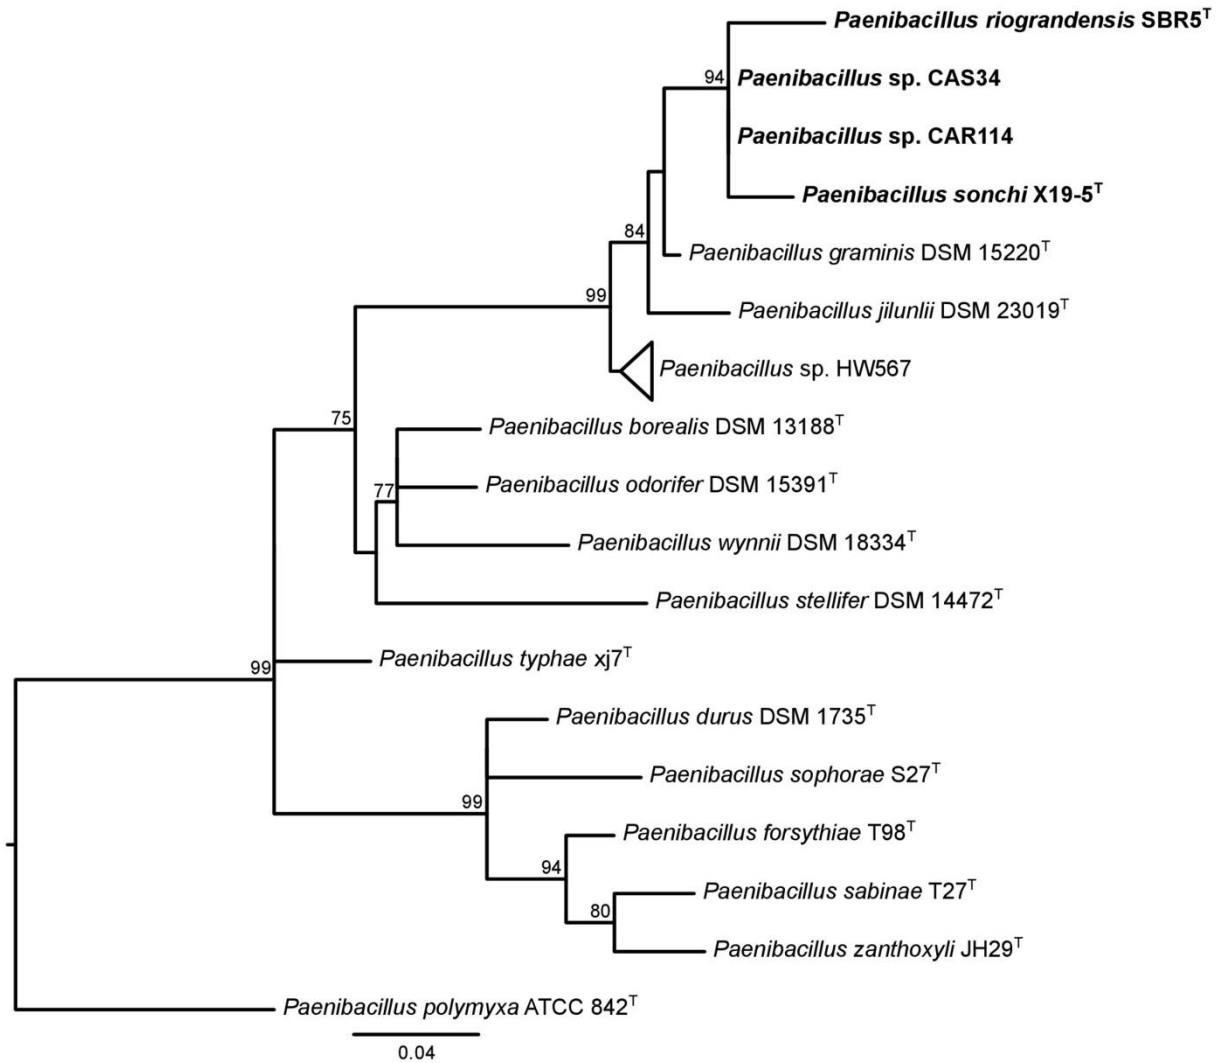 Paenibacillus riograndensis SBR5ᵀ
94
Paenibacillus sp. CAS34
Paenibacillus sp. CAR114
Paenibacillus sonchi X19-5ᵀ
84
Paenibacillus graminis DSM 15220ᵀ
99
Paenibacillus jilunlii DSM 23019ᵀ
Paenibacillus sp. HW567
75
Paenibacillus borealis DSM 13188ᵀ
77
Paenibacillus odorifer DSM 15391ᵀ
Paenibacillus wynnii DSM 18334ᵀ
Paenibacillus stellifer DSM 14472ᵀ
99
Paenibacillus typhae xj7ᵀ
Paenibacillus durus DSM 1735ᵀ
Paenibacillus sophorae S27ᵀ
99
Paenibacillus forsythiae T98ᵀ
94
Paenibacillus sabinae T27ᵀ
80
Paenibacillus zanthoxyli JH29ᵀ
Paenibacillus polymyxa ATCC 842ᵀ
0.04